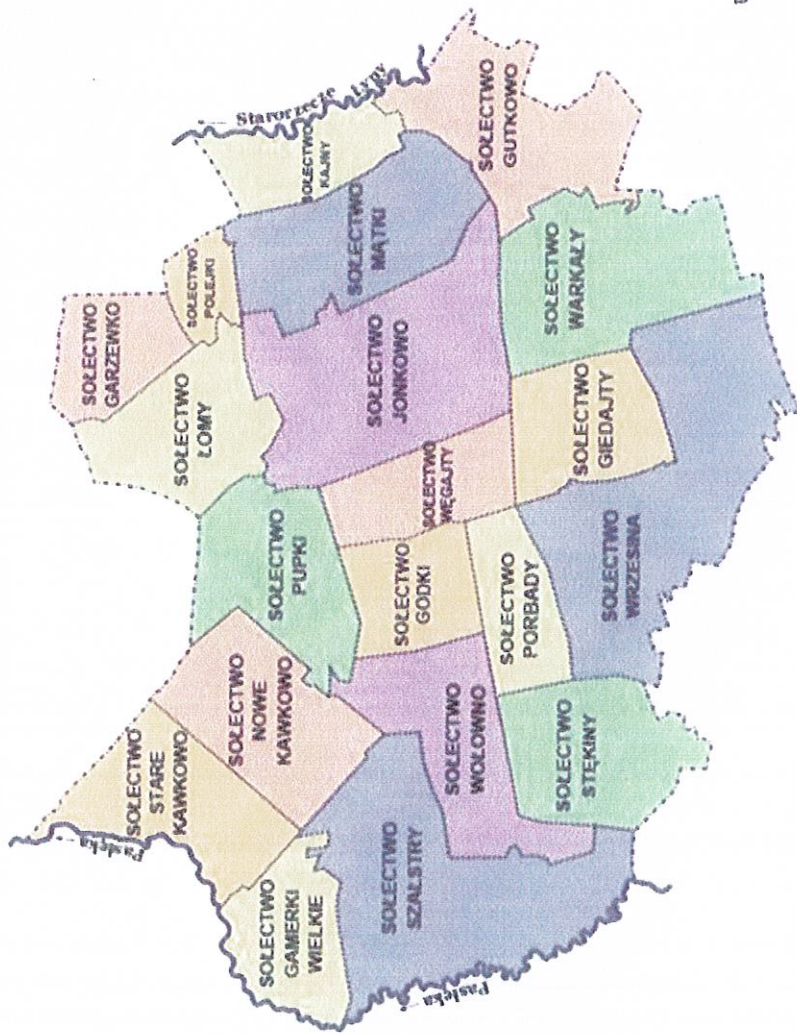 SOŁECTWO
GARZEWKO
SOŁECTWO
POLEJKI
SOŁECTWO
KAJNY
Starorzecze Łyny
SOŁECTWO
STARE
KAWKOWO
Pasłęka
SOŁECTWO
ŁOMY
SOŁECTWO
MĄTKI
SOŁECTWO
GUTKOWO
SOŁECTWO
NOWE
KAWKOWO
SOŁECTWO
PUPKI
SOŁECTWO
JONKOWO
SOŁECTWO
GAMERKI
WIELKIE
SOŁECTWO
GODKI
SOŁECTWO
WĘGAJTY
SOŁECTWO
WARKAŁY
SOŁECTWO
SZAŁSTRY
SOŁECTWO
WOŁOWNO
SOŁECTWO
PORBADY
SOŁECTWO
GIEDAJTY
Pasłęka
SOŁECTWO
STĘKINY
SOŁECTWO
WRZESINA